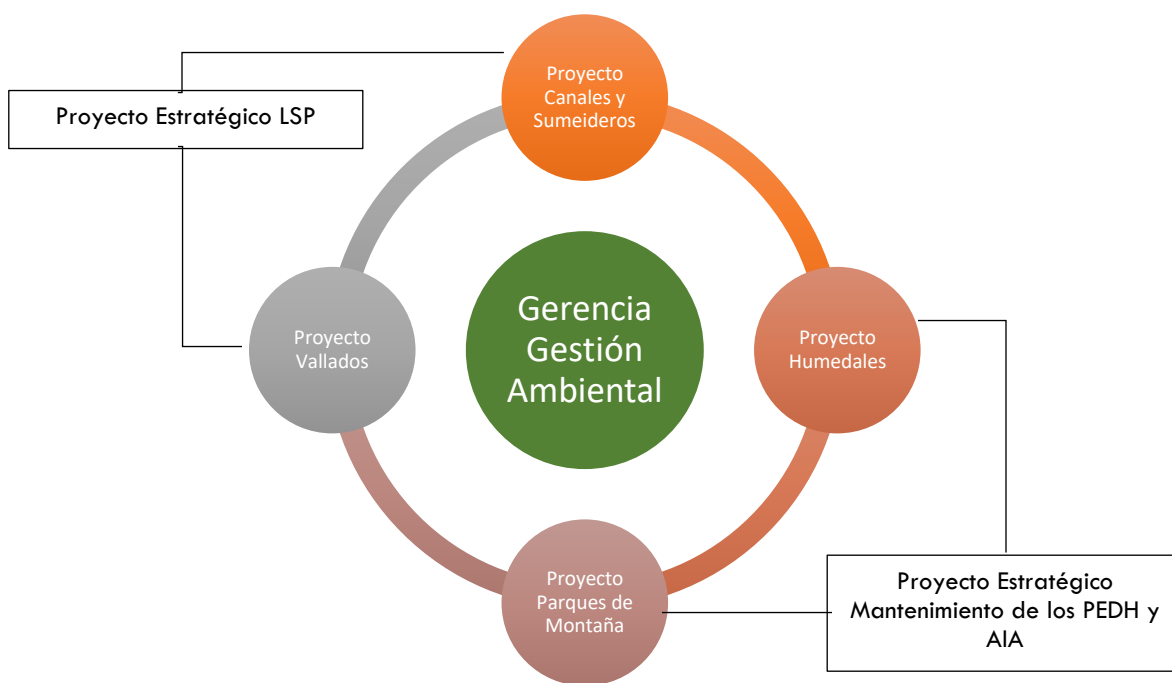 Proyecto
Canales y
Sumeideros
Proyecto Estratégico LSP
Gerencia
Gestión
Ambiental
Proyecto
Vallados
Proyecto
Humedales
Proyecto
Parques de
Montaña
Proyecto Estratégico
Mantenimiento de los PEDH y
AIA